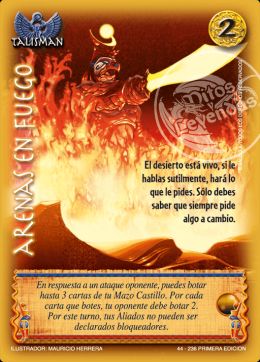 TALISMAN
2
ARENAS EN FUEGO
Mitos y
Leyendas
El desierto está vivo, si le
hablas sutilmente, hará lo
que le pides. Sólo debes
saber que siempre pide
algo a cambio.
En respuesta a un ataque oponente, puedes botar
hasta 3 cartas de tu Mazo Castillo. Por cada
carta que botes, tu oponente debe botar 2.
Por este turno, tus Aliados no pueden ser
declarados bloqueadores.
ILUSTRADOR: MAURICIO HERRERA 44 - 236 PRIMERA EDICION